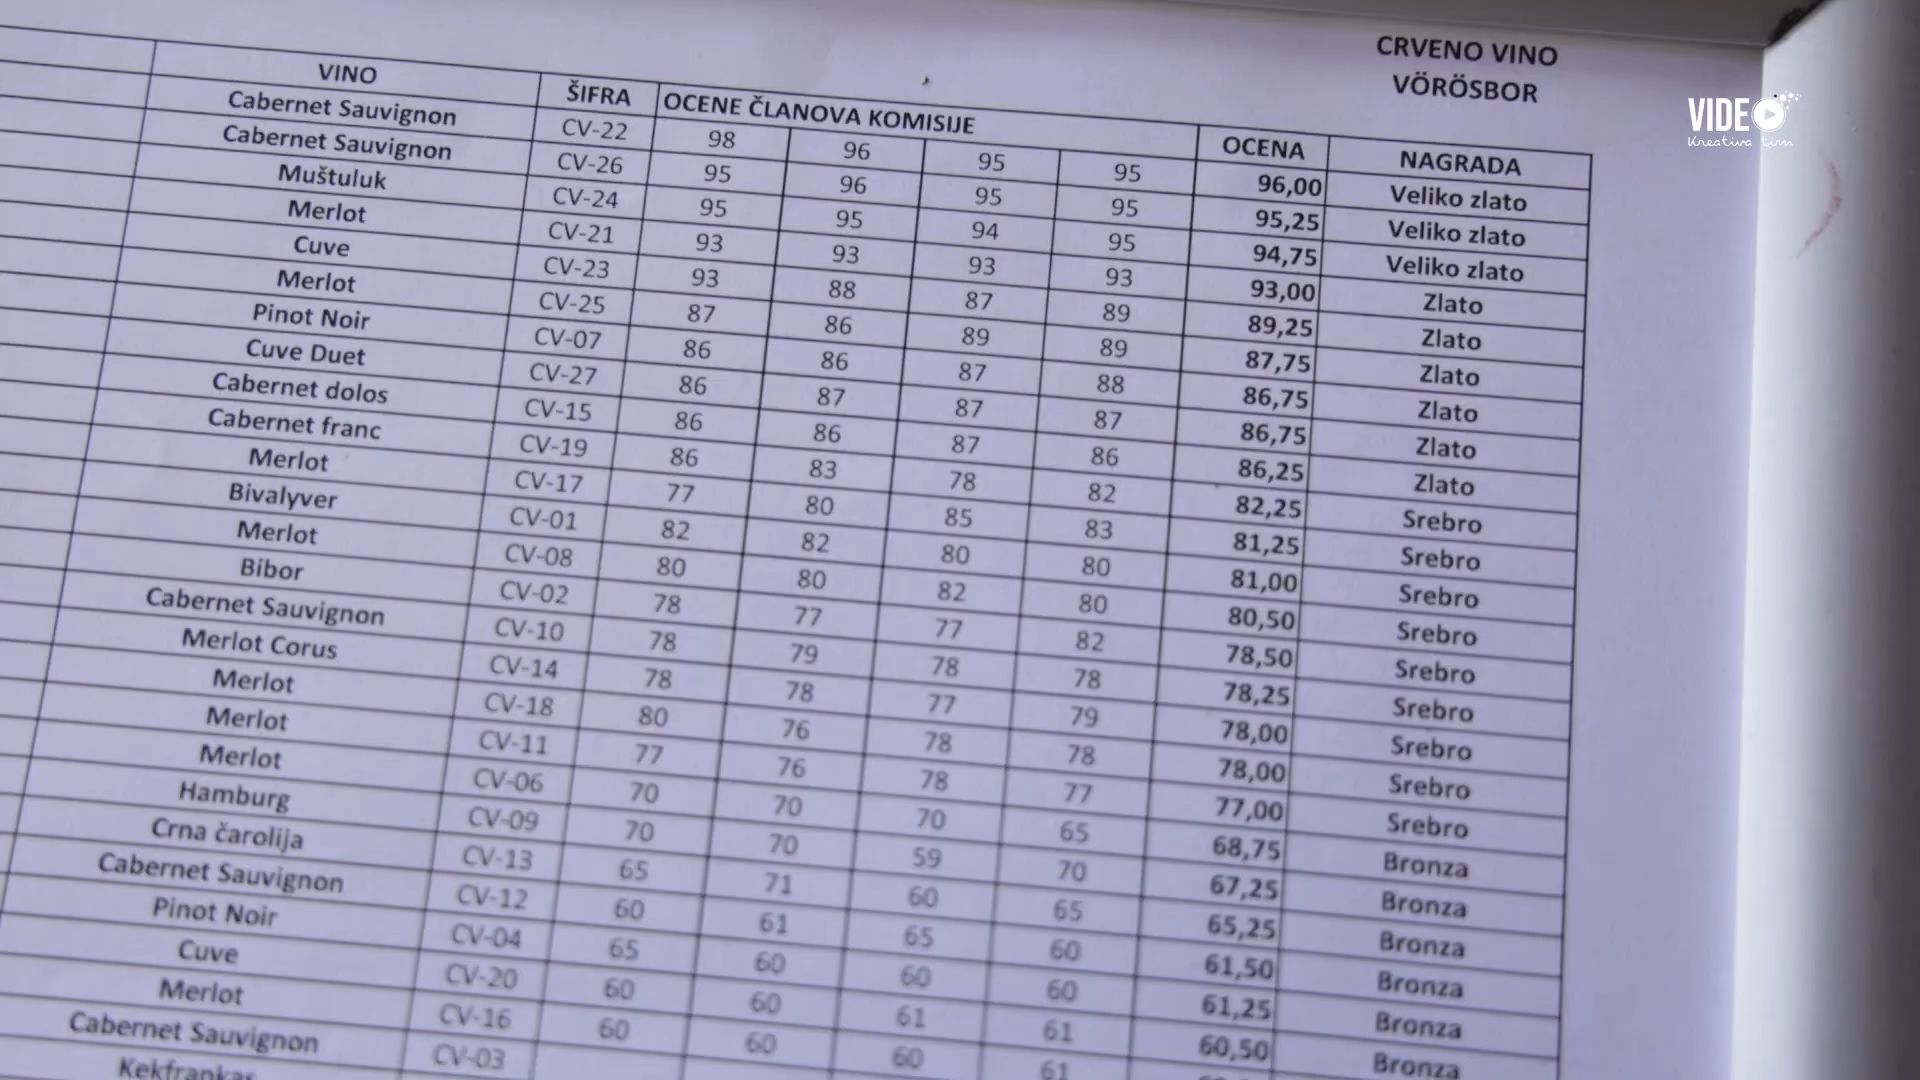 CRVENO VINO
VÖRÖSBOR
VIDEO
Kreativa tim
VINO ŠIFRA OCENE ČLANOVA KOMISIJE OCENA NAGRADA
Cabernet Sauvignon CV-22 98 96 95 95 96,00 Veliko zlato
Cabernet Sauvignon CV-26 95 96 95 95 95,25 Veliko zlato
Muštuluk CV-24 95 95 94 95 94,75 Veliko zlato
Merlot CV-21 93 93 93 93 93,00 Zlato
Cuve CV-23 93 88 87 89 89,25 Zlato
Merlot CV-25 87 86 89 89 87,75 Zlato
Pinot Noir CV-07 86 86 87 88 86,75 Zlato
Cuve Duet CV-27 86 87 87 87 86,75 Zlato
Cabernet dolos CV-15 86 86 87 86 86,25 Zlato
Cabernet franc CV-19 86 83 78 82 82,25 Srebro
Merlot CV-17 77 80 85 83 81,25 Srebro
Bivalyver CV-01 82 82 80 80 81,00 Srebro
Merlot CV-08 80 80 82 80 80,50 Srebro
Bibor CV-02 78 77 77 82 78,50 Srebro
Cabernet Sauvignon CV-10 78 79 78 78 78,25 Srebro
Merlot Corus CV-14 78 78 77 79 78,00 Srebro
Merlot CV-18 80 76 78 78 78,00 Srebro
Merlot CV-11 77 76 78 77 77,00 Srebro
Merlot CV-06 70 70 70 65 68,75 Bronza
Hamburg CV-09 70 70 59 70 67,25 Bronza
Crna čarolija CV-13 65 71 60 65 65,25 Bronza
Cabernet Sauvignon CV-12 60 61 65 60 61,50 Bronza
Pinot Noir CV-04 65 60 60 60 61,25 Bronza
Cuve CV-20 60 60 61 61 60,50 Bronza
Merlot CV-16 60 60 60 61
Cabernet Sauvignon CV-03